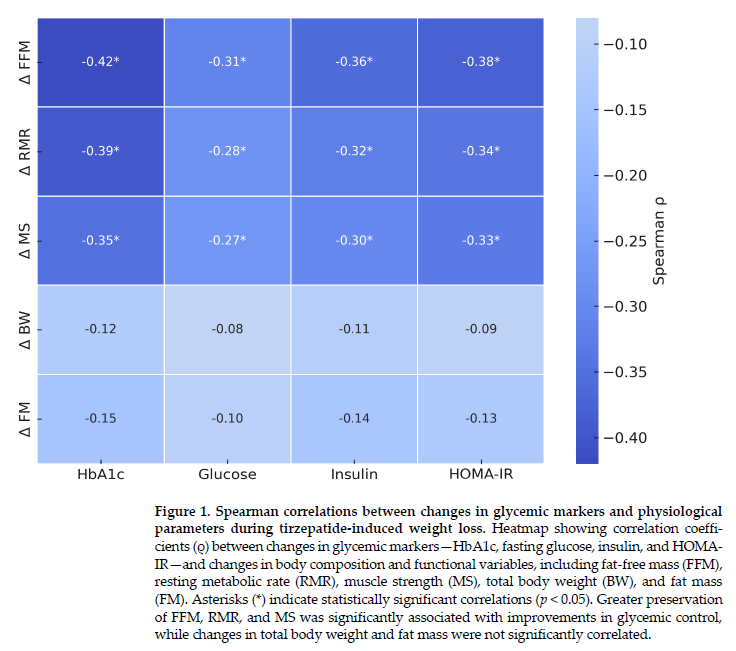 Δ FFM
-0.42*
-0.31*
-0.36*
-0.38*
Δ RMR
-0.39*
-0.28*
-0.32*
-0.34*
Δ MS
-0.35*
-0.27*
-0.30*
-0.33*
Δ BW
-0.12
-0.08
-0.11
-0.09
Δ FM
-0.15
-0.10
-0.14
-0.13
HbA1c
Glucose
Insulin
HOMA-IR
−0.10
−0.15
−0.20
−0.25
−0.30
−0.35
−0.40
Spearman ρ
Figure 1. Spearman correlations between changes in glycemic markers and physiological
parameters during tirzepatide-induced weight loss. Heatmap showing correlation coeffi-
cients (ϱ) between changes in glycemic markers—HbA1c, fasting glucose, insulin, and HOMA-
IR—and changes in body composition and functional variables, including fat-free mass (FFM),
resting metabolic rate (RMR), muscle strength (MS), total body weight (BW), and fat mass
(FM). Asterisks (*) indicate statistically significant correlations (p < 0.05). Greater preservation
of FFM, RMR, and MS was significantly associated with improvements in glycemic control,
while changes in total body weight and fat mass were not significantly correlated.